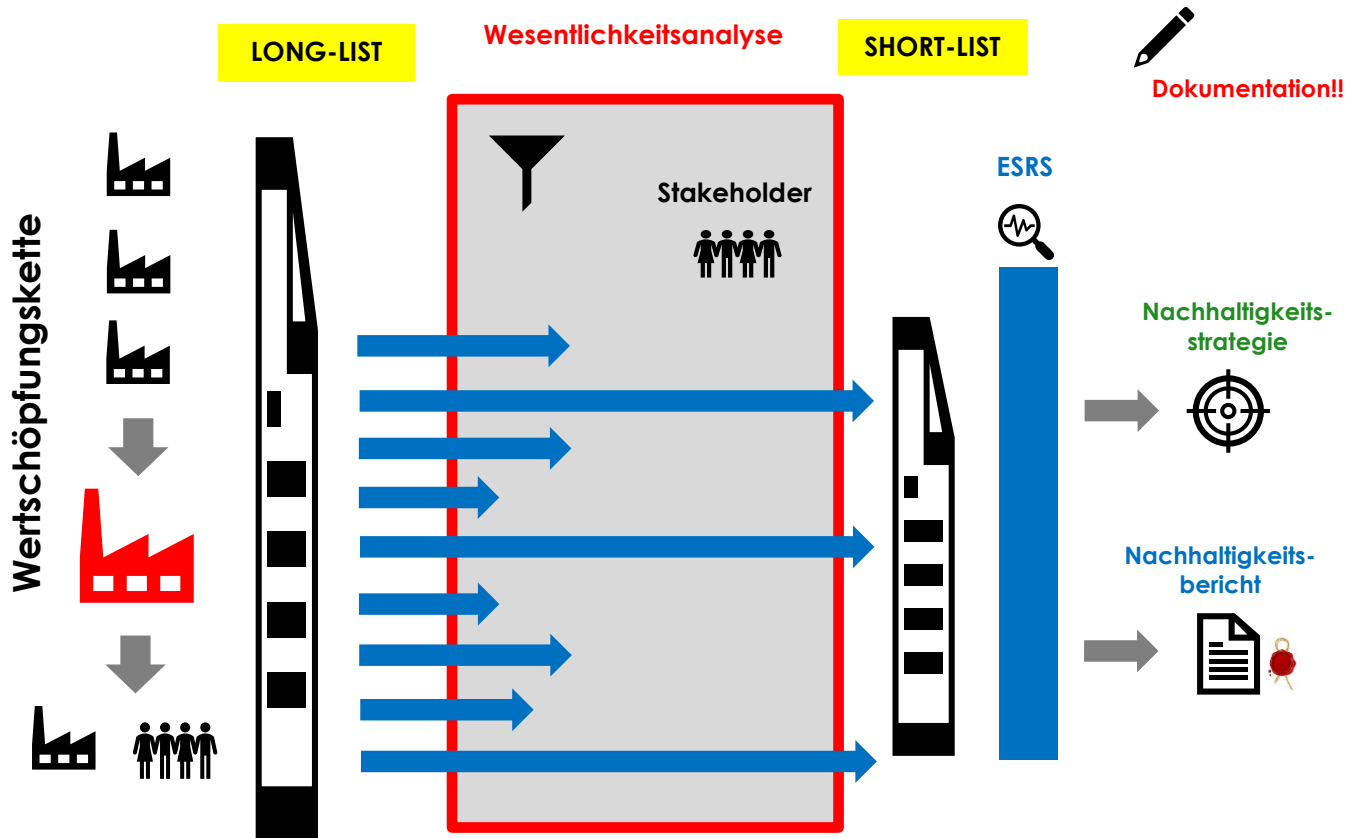 Wertschöpfungskette
LONG-LIST
Wesentlichkeitsanalyse
Stakeholder
SHORT-LIST
ESRS
Dokumentation!!
Nachhaltigkeits-
strategie
Nachhaltigkeits-
bericht